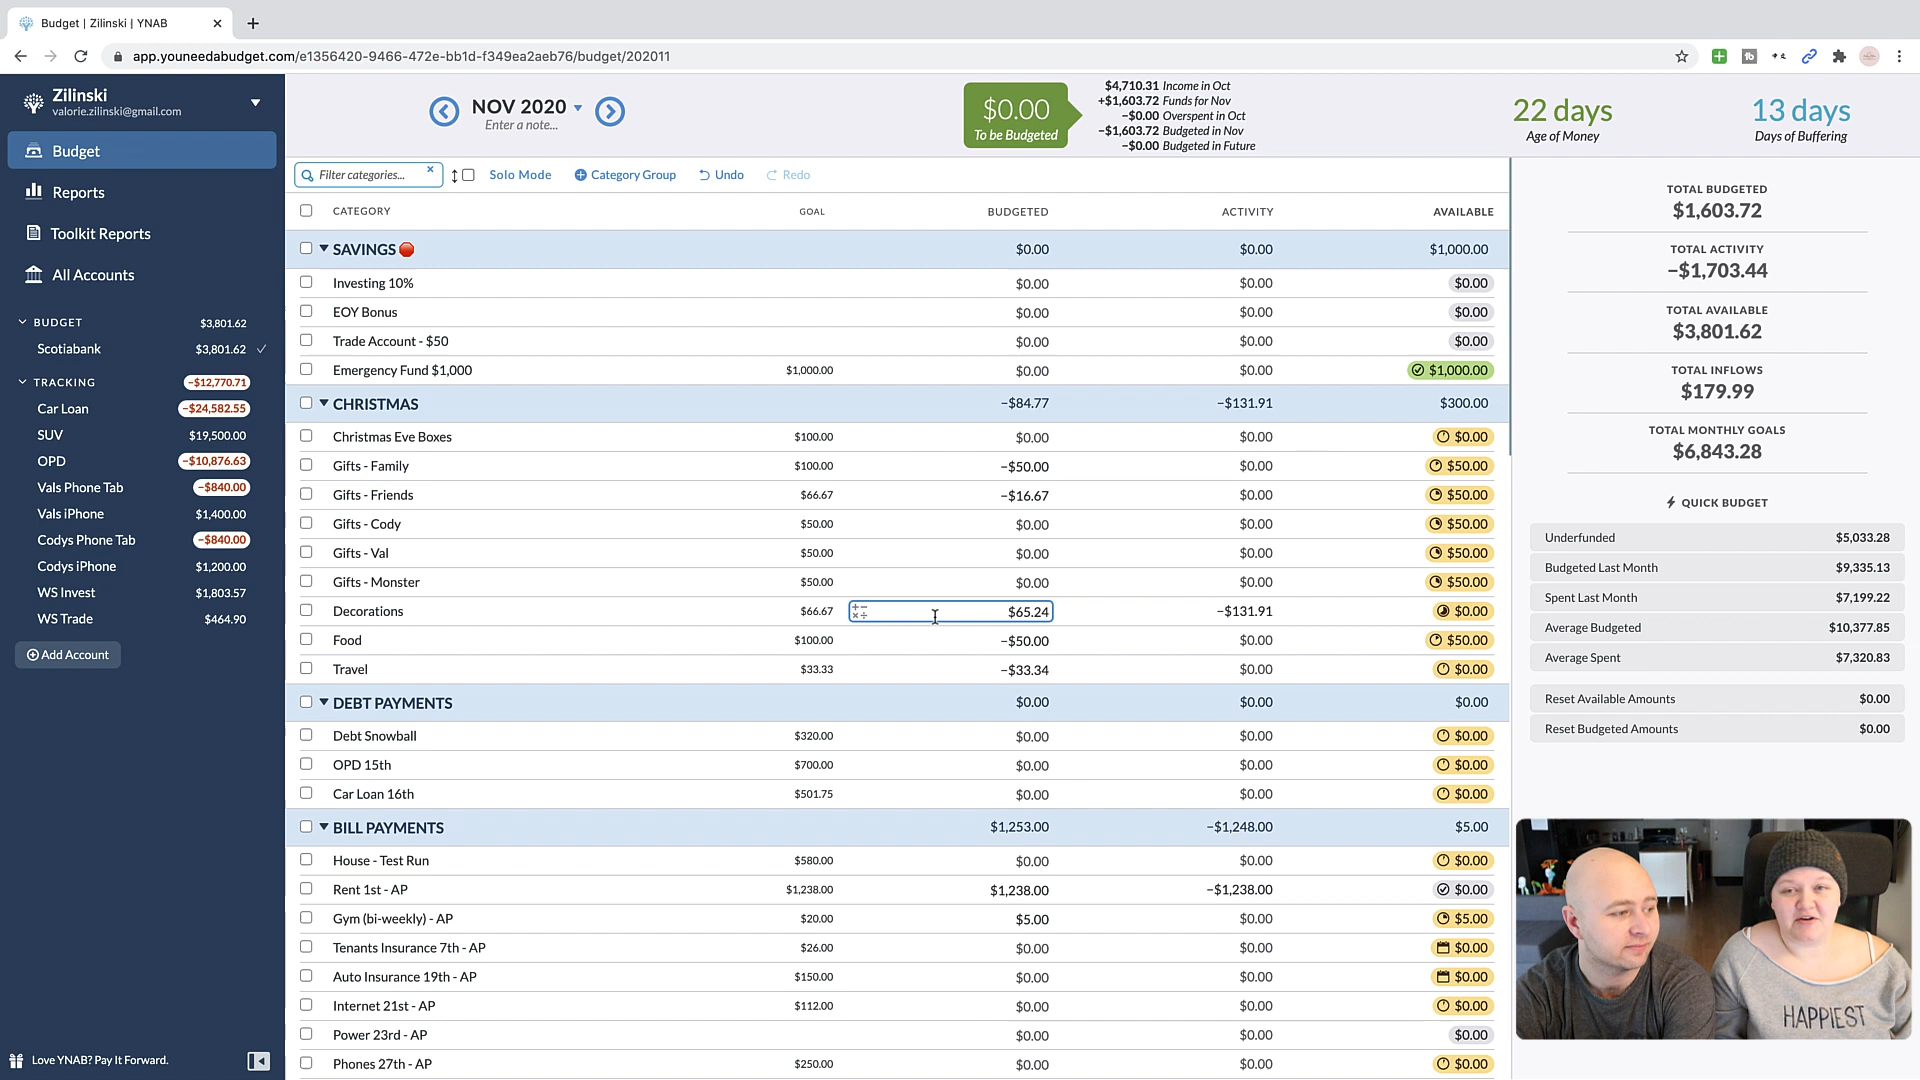 Budget | Zilinski | YNAB
app.youneedabudget.com/e1356420-9466-472e-bb1d-f349ea2aeb76/budget/202011
Zilinski
valorie.zilinski@gmail.com
Budget
Reports
Toolkit Reports
All Accounts
BUDGET $3,801.62
Scotiabank $3,801.62
TRACKING −$12,770.71
Car Loan −$24,582.55
SUV $19,500.00
OPD −$10,876.63
Vals Phone Tab −$840.00
Vals iPhone $1,400.00
Codys Phone Tab −$840.00
Codys iPhone $1,200.00
WS Invest $1,803.57
WS Trade $464.90
Add Account
Love YNAB? Pay It Forward.
NOV 2020
Enter a note...
$0.00
To be Budgeted
$4,710.31 Income in Oct
+$1,603.72 Funds for Nov
−$0.00 Overspent in Oct
−$1,603.72 Budgeted in Nov
−$0.00 Budgeted in Future
22 days
Age of Money
13 days
Days of Buffering
Filter categories... Solo Mode Category Group Undo Redo
CATEGORY GOAL BUDGETED ACTIVITY AVAILABLE
SAVINGS $0.00 $0.00 $1,000.00
Investing 10% $0.00 $0.00 $0.00
EOY Bonus $0.00 $0.00 $0.00
Trade Account - $50 $0.00 $0.00 $0.00
Emergency Fund $1,000 $1,000.00 $0.00 $0.00 $1,000.00
CHRISTMAS −$84.77 −$131.91 $300.00
Christmas Eve Boxes $100.00 $0.00 $0.00 $0.00
Gifts - Family $100.00 −$50.00 $0.00 $50.00
Gifts - Friends $66.67 −$16.67 $0.00 $50.00
Gifts - Cody $50.00 $0.00 $0.00 $50.00
Gifts - Val $50.00 $0.00 $0.00 $50.00
Gifts - Monster $50.00 $0.00 $0.00 $50.00
Decorations $66.67 $65.24 −$131.91 $0.00
Food $100.00 −$50.00 $0.00 $50.00
Travel $33.33 −$33.34 $0.00 $0.00
DEBT PAYMENTS $0.00 $0.00 $0.00
Debt Snowball $320.00 $0.00 $0.00 $0.00
OPD 15th $700.00 $0.00 $0.00 $0.00
Car Loan 16th $501.75 $0.00 $0.00 $0.00
BILL PAYMENTS $1,253.00 −$1,248.00 $5.00
House - Test Run $580.00 $0.00 $0.00 $0.00
Rent 1st - AP $1,238.00 $1,238.00 −$1,238.00 $0.00
Gym (bi-weekly) - AP $20.00 $5.00 $0.00 $5.00
Tenants Insurance 7th - AP $26.00 $0.00 $0.00 $0.00
Auto Insurance 19th - AP $150.00 $0.00 $0.00 $0.00
Internet 21st - AP $112.00 $0.00 $0.00 $0.00
Power 23rd - AP $0.00 $0.00 $0.00
Phones 27th - AP $250.00 $0.00 $0.00 $0.00
TOTAL BUDGETED
$1,603.72
TOTAL ACTIVITY
−$1,703.44
TOTAL AVAILABLE
$3,801.62
TOTAL INFLOWS
$179.99
TOTAL MONTHLY GOALS
$6,843.28
QUICK BUDGET
Underfunded $5,033.28
Budgeted Last Month $9,335.13
Spent Last Month $7,199.22
Average Budgeted $10,377.85
Average Spent $7,320.83
Reset Available Amounts $0.00
Reset Budgeted Amounts $0.00
HAPPIEST